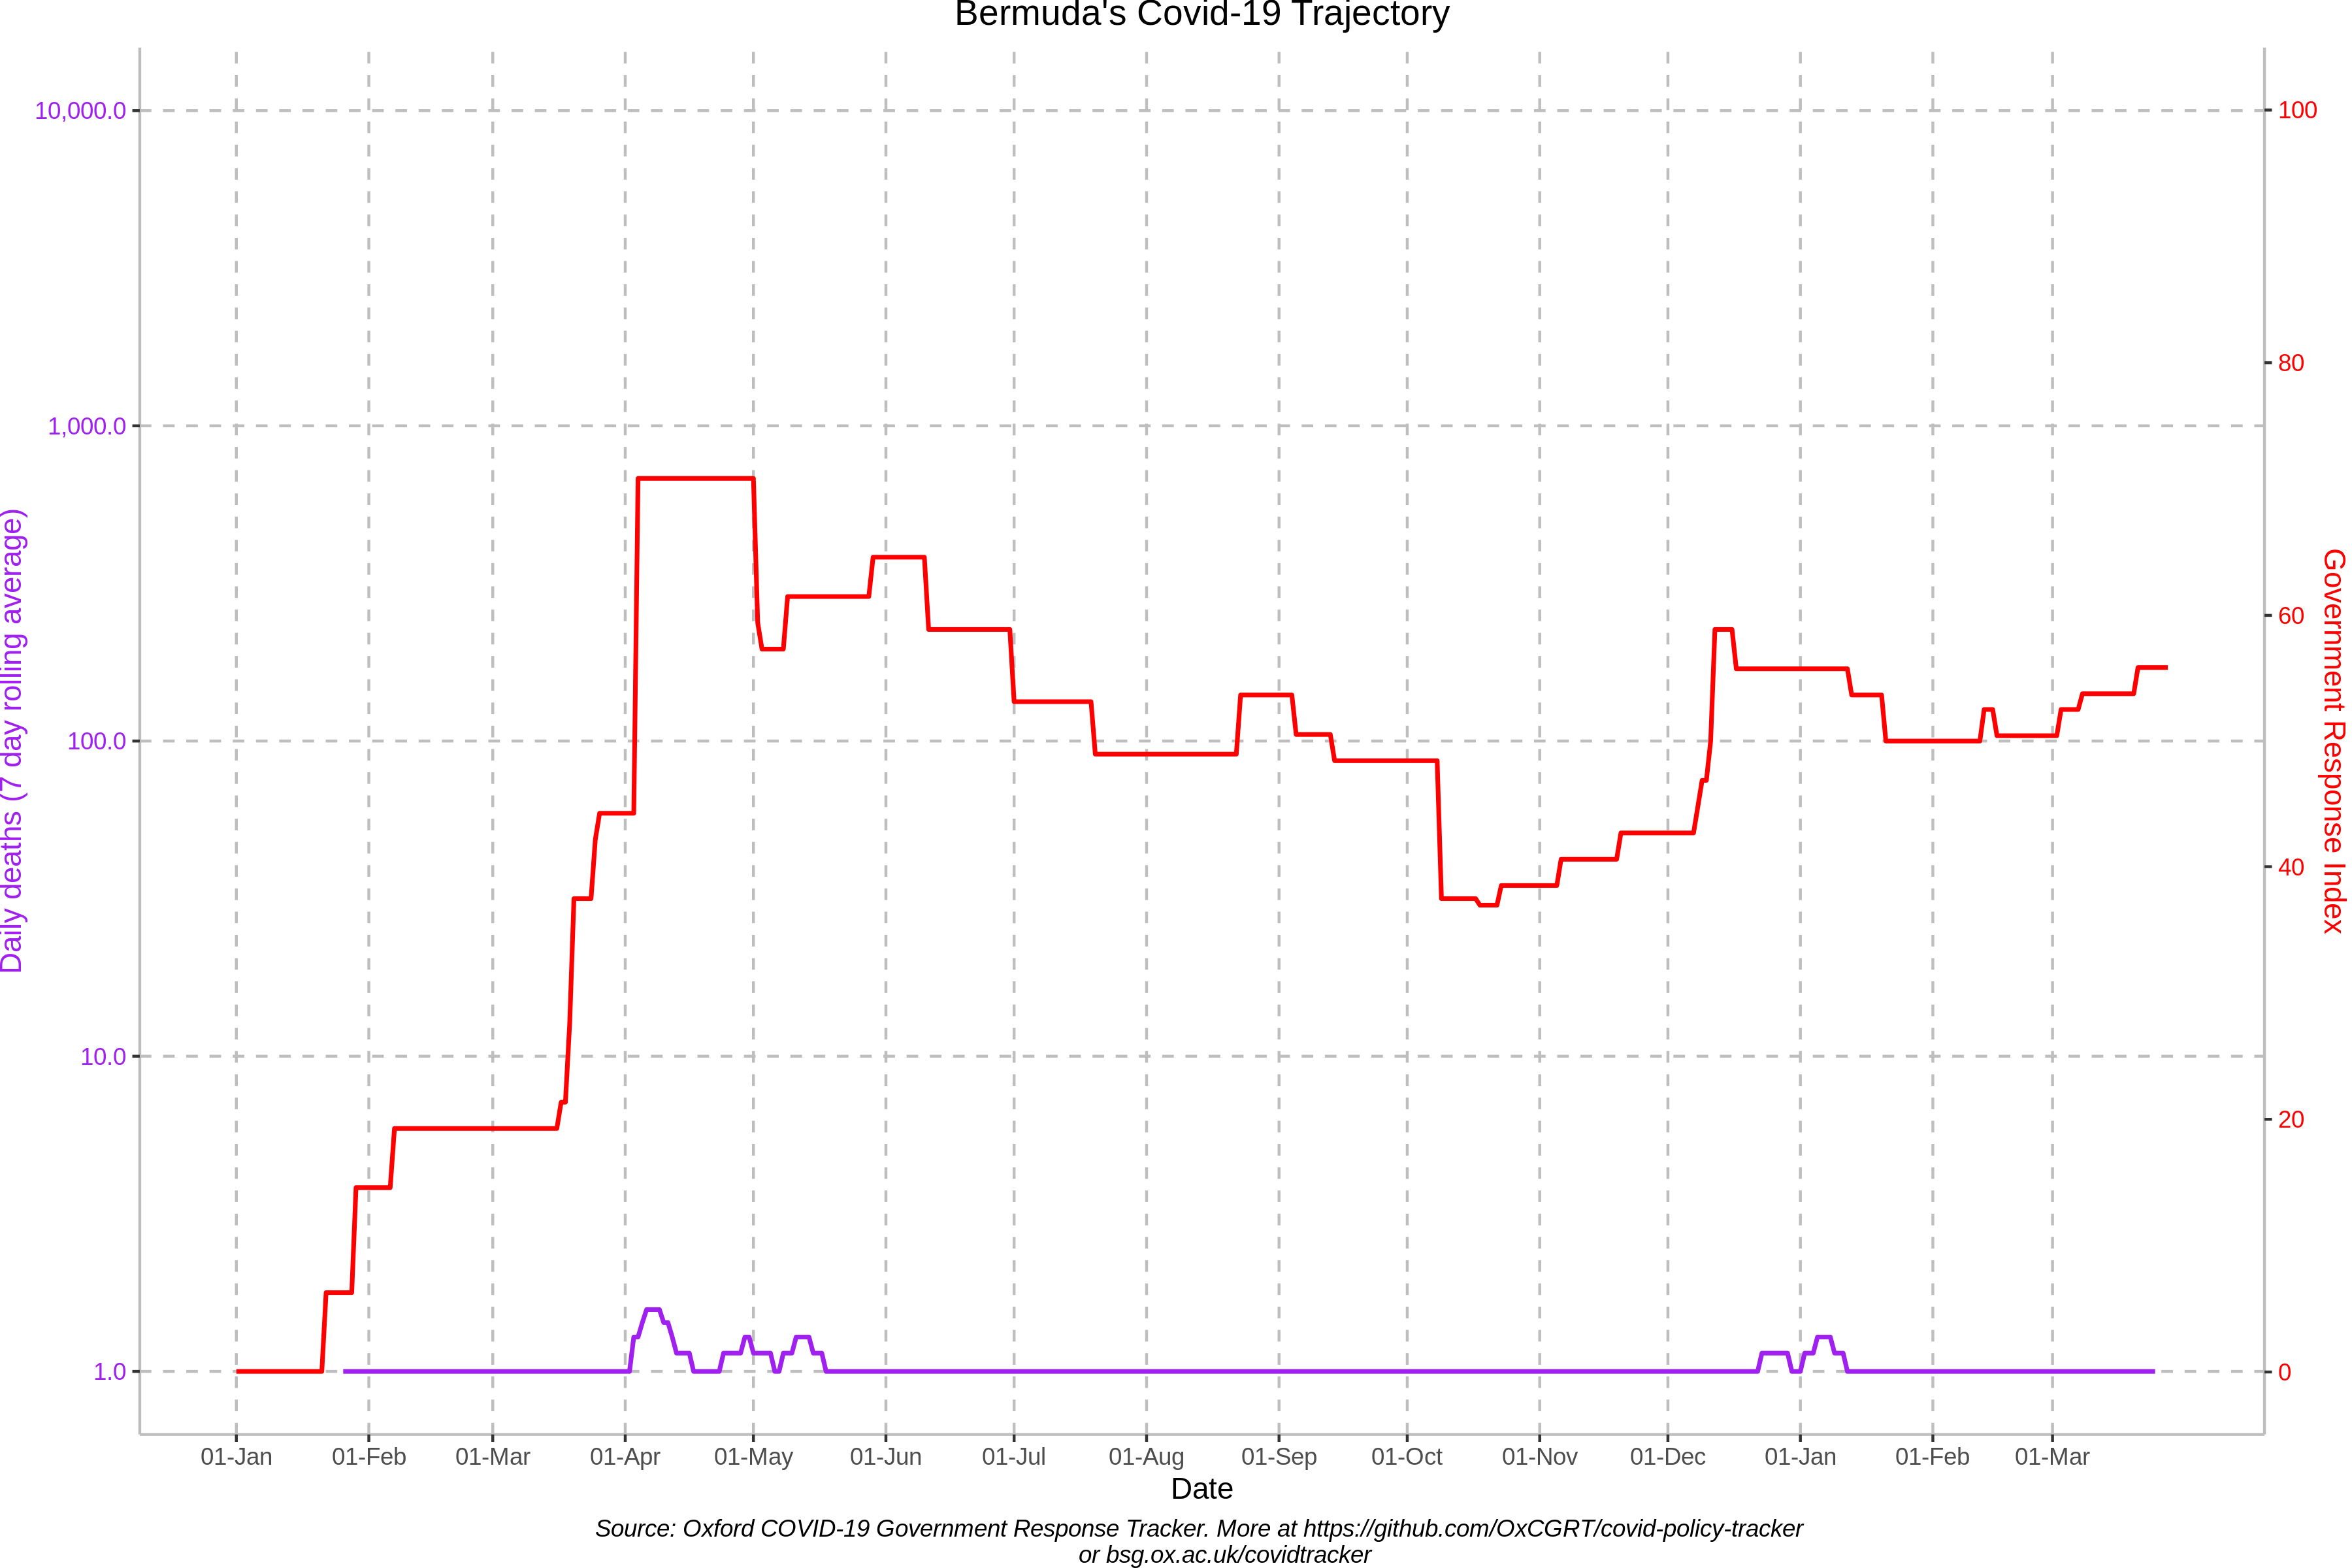 Bermuda's Covid-19 Trajectory
10,000.0
1,000.0
100.0
10.0
1.0
Daily deaths (7 day rolling average)
100
80
60
40
20
0
Government Response Index
01-Jan 01-Feb 01-Mar 01-Apr 01-May 01-Jun 01-Jul 01-Aug 01-Sep 01-Oct 01-Nov 01-Dec 01-Jan 01-Feb 01-Mar
Date
Source: Oxford COVID-19 Government Response Tracker. More at https://github.com/OxCGRT/covid-policy-tracker
or bsg.ox.ac.uk/covidtracker